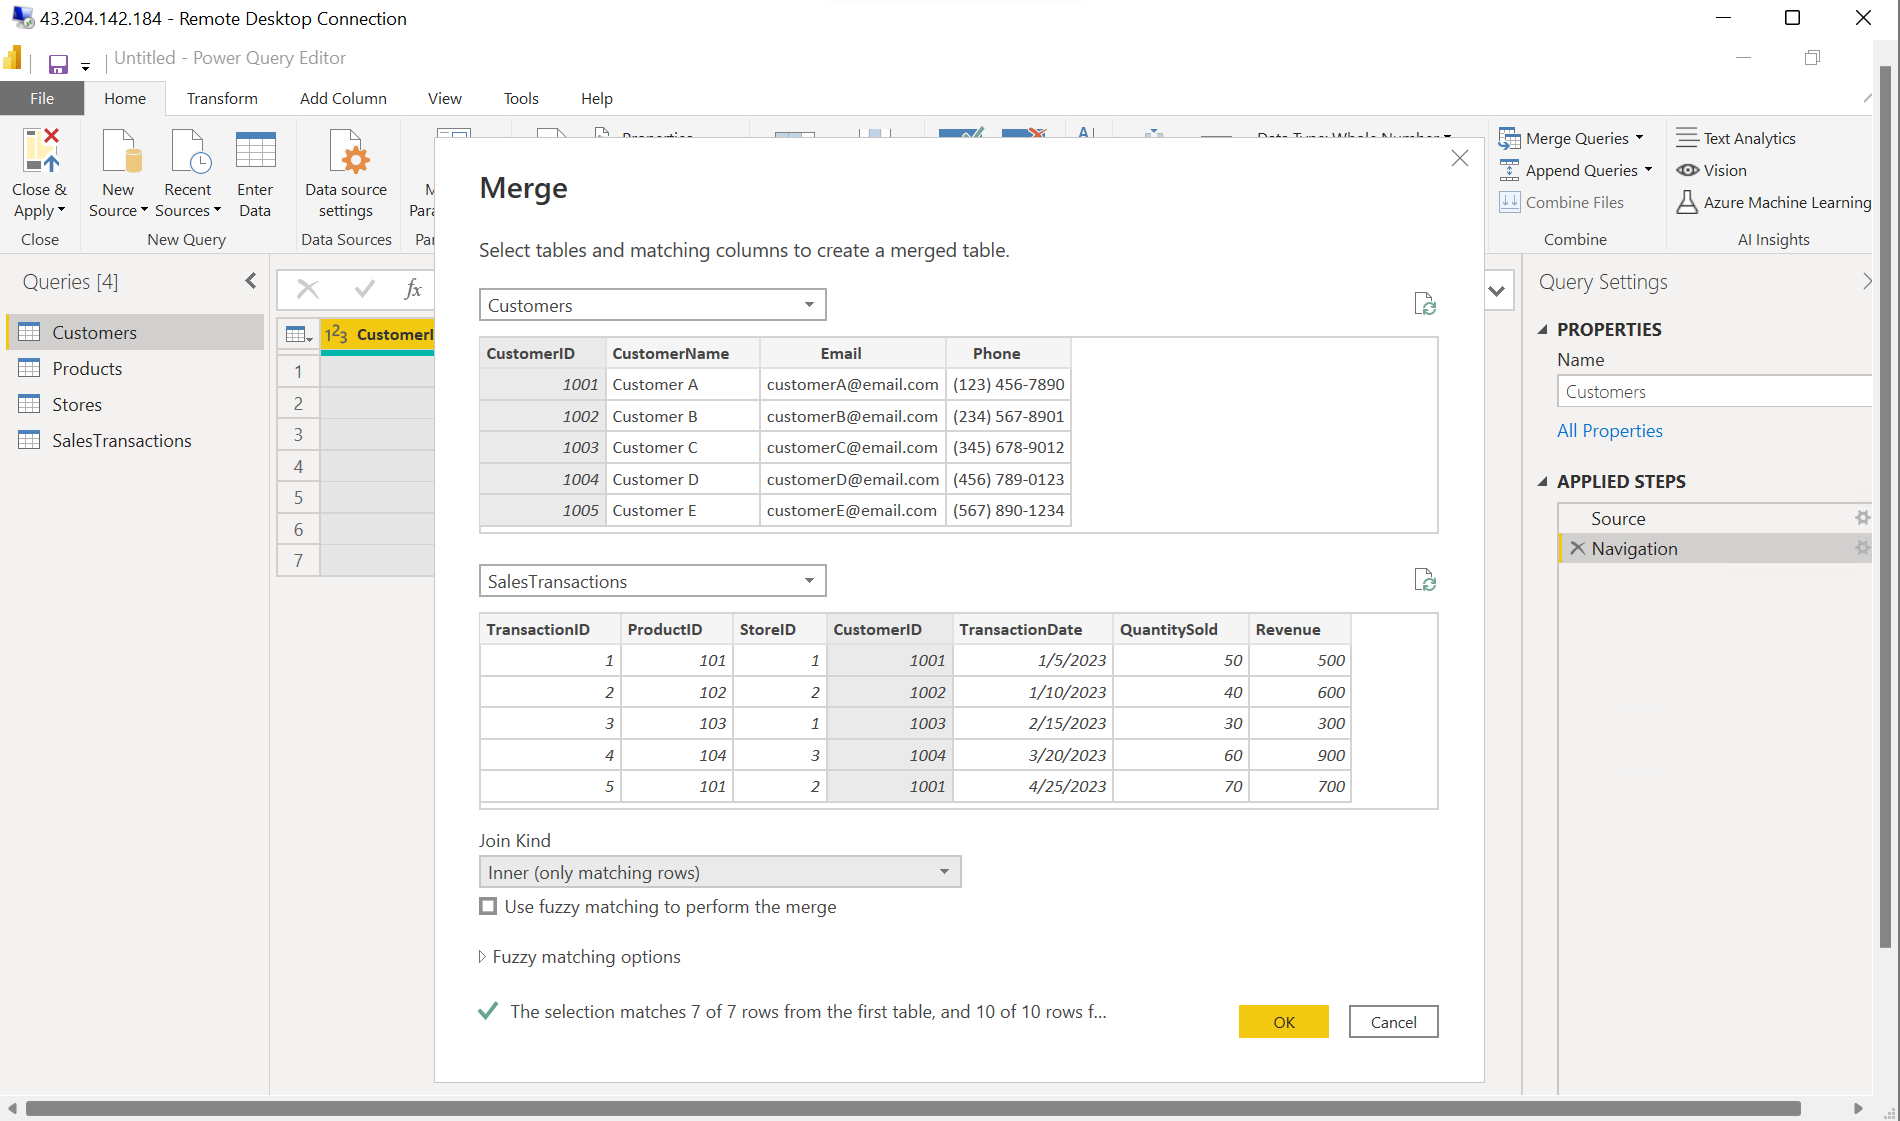 43.204.142.184 - Remote Desktop Connection
Untitled - Power Query Editor
File Home Transform Add Column View Tools Help
Close & Apply
New Source
Recent Sources
Enter Data
Data source settings
Properties
Data Type: Whole Number
Merge Queries
Append Queries
Combine Files
Text Analytics
Vision
Azure Machine Learning
Close
New Query
Data Sources
Combine
AI Insights
Queries [4]
Customers
Products
Stores
SalesTransactions
fx
123 CustomerI
1
2
3
4
5
6
7
Merge
Select tables and matching columns to create a merged table.
Customers
CustomerID CustomerName Email Phone
1001 Customer A customerA@email.com (123) 456-7890
1002 Customer B customerB@email.com (234) 567-8901
1003 Customer C customerC@email.com (345) 678-9012
1004 Customer D customerD@email.com (456) 789-0123
1005 Customer E customerE@email.com (567) 890-1234
SalesTransactions
TransactionID ProductID StoreID CustomerID TransactionDate QuantitySold Revenue
1 101 1 1001 1/5/2023 50 500
2 102 2 1002 1/10/2023 40 600
3 103 1 1003 2/15/2023 30 300
4 104 3 1004 3/20/2023 60 900
5 101 2 1001 4/25/2023 70 700
Join Kind
Inner (only matching rows)
Use fuzzy matching to perform the merge
Fuzzy matching options
The selection matches 7 of 7 rows from the first table, and 10 of 10 rows f...
OK Cancel
Query Settings
PROPERTIES
Name
Customers
All Properties
APPLIED STEPS
Source
Navigation